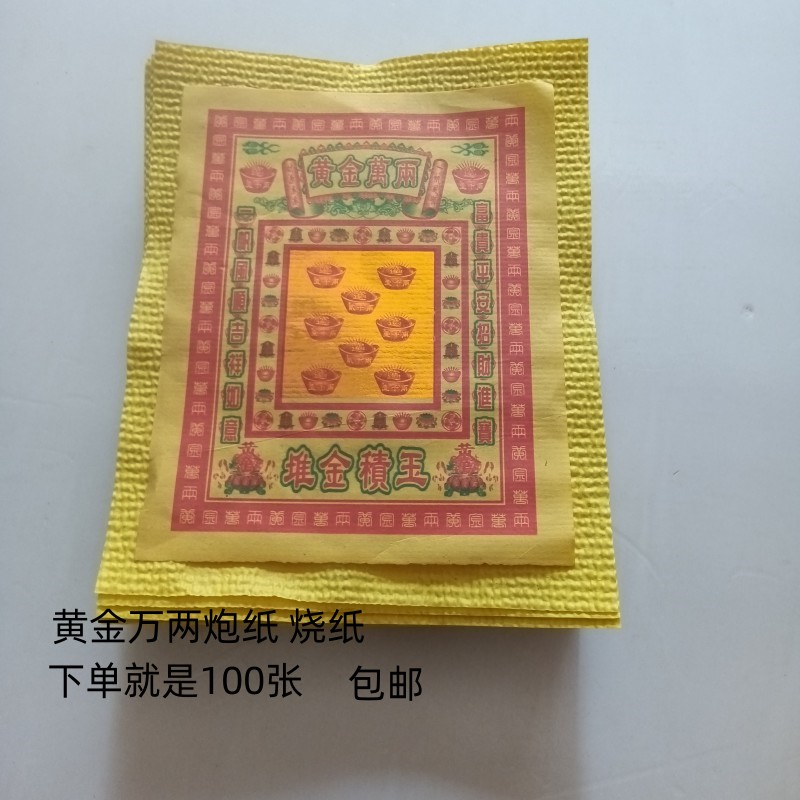 黄金萬兩
富貴平安招財進寶
一帆風順吉祥如意
堆金積玉
黄金万两炮纸 烧纸
下单就是100张 包邮